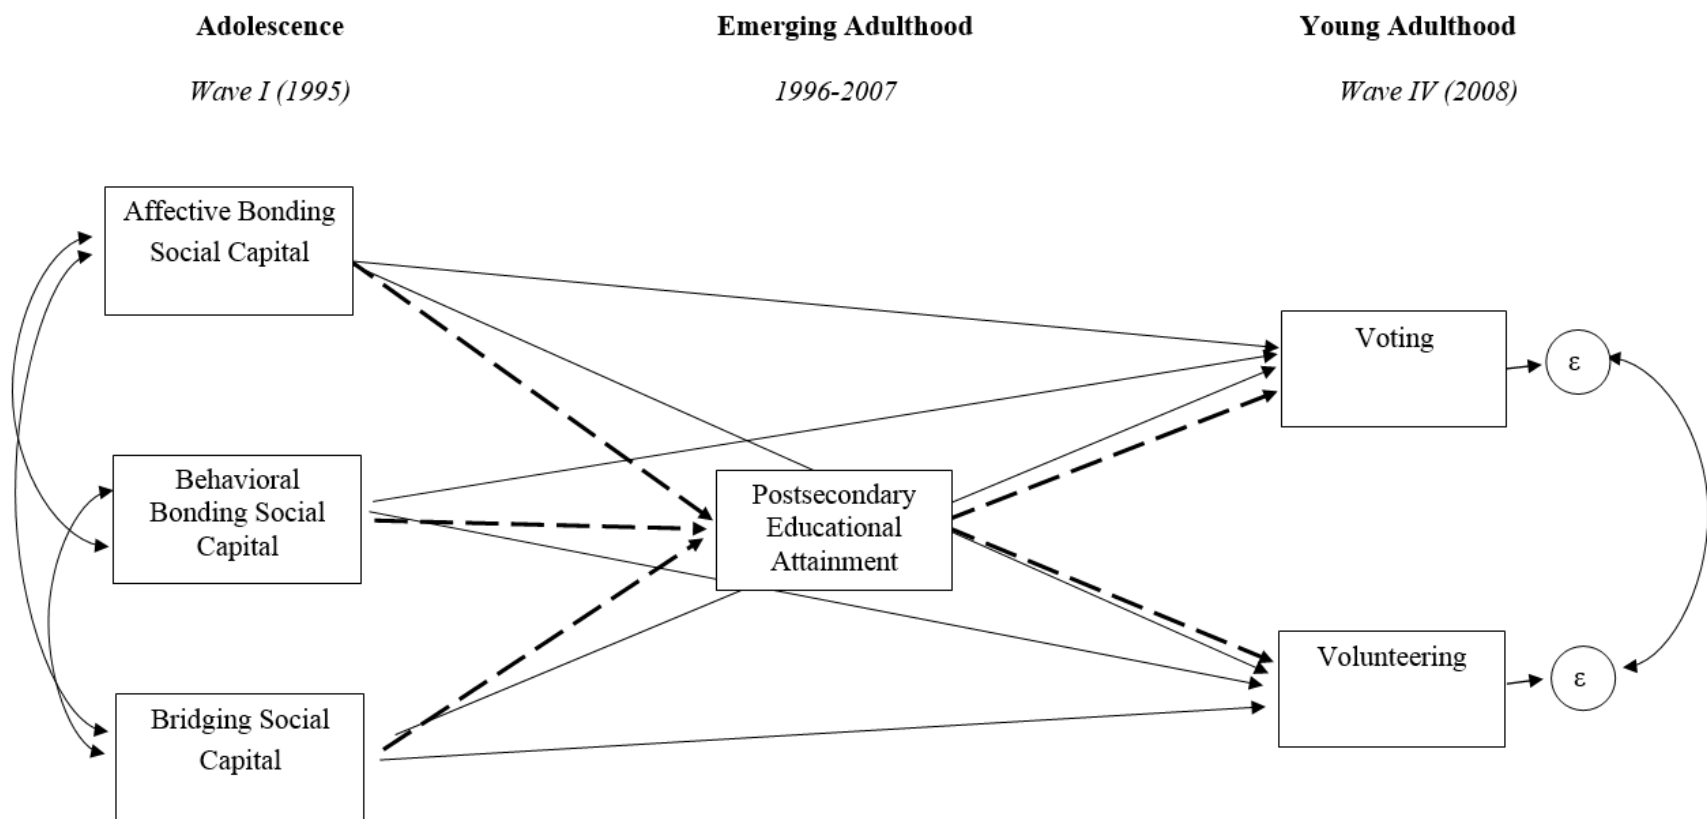 Adolescence
Emerging Adulthood
Young Adulthood
Wave I (1995)
1996-2007
Wave IV (2008)
Affective Bonding
Social Capital
Voting
ε
Behavioral
Bonding Social
Capital
Postsecondary
Educational
Attainment
Volunteering
ε
Bridging Social
Capital